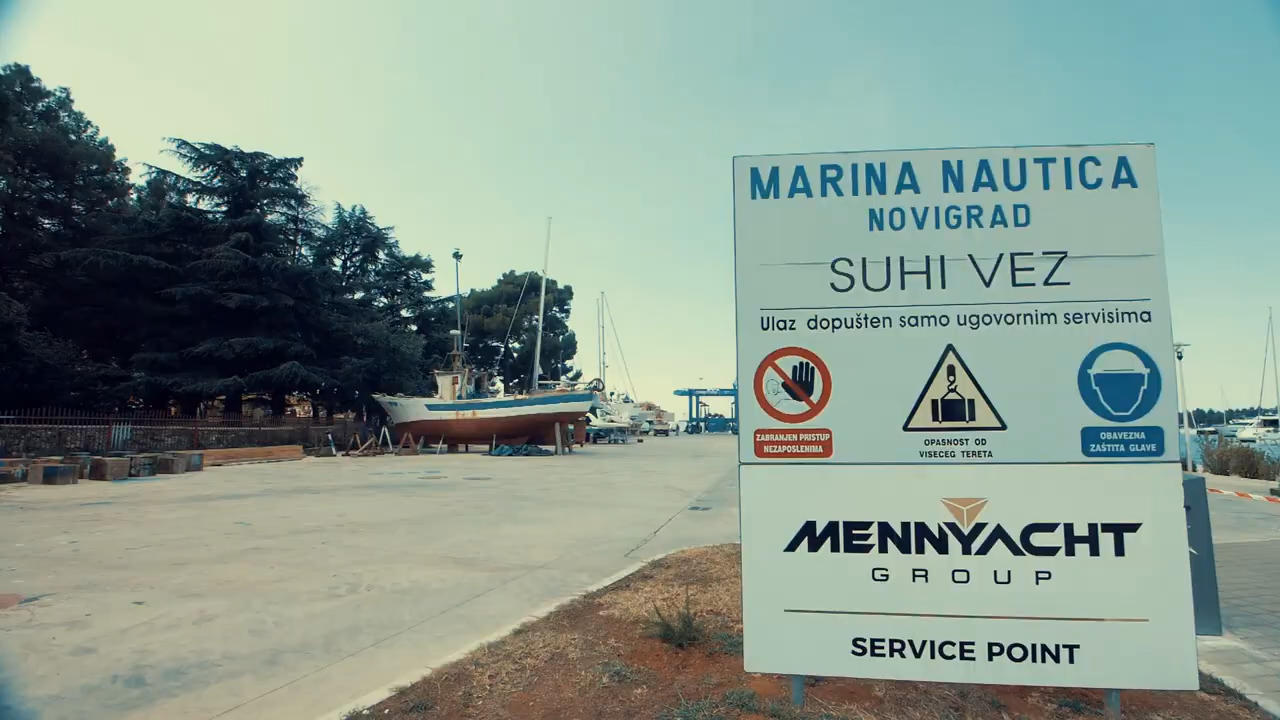 MARINA NAUTICA
NOVIGRAD
SUHI VEZ
Ulaz dopušten samo ugovornim servisima
ZABRANJEN PRISTUP
NEZAPOSLENIMA
OPASNOST OD
VISEĆEG TERETA
OBAVEZNA
ZAŠTITA GLAVE
MENNYACHT
GROUP
SERVICE POINT